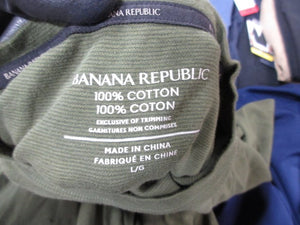 BANANA REPUBLIC
BANANA REPUBLIC
100% COTTON
100% COTON
EXCLUSIVE OF TRIMMING
GARNITURES NON COMPRISES
MADE IN CHINA
FABRIQUÉ EN CHINE
L/G